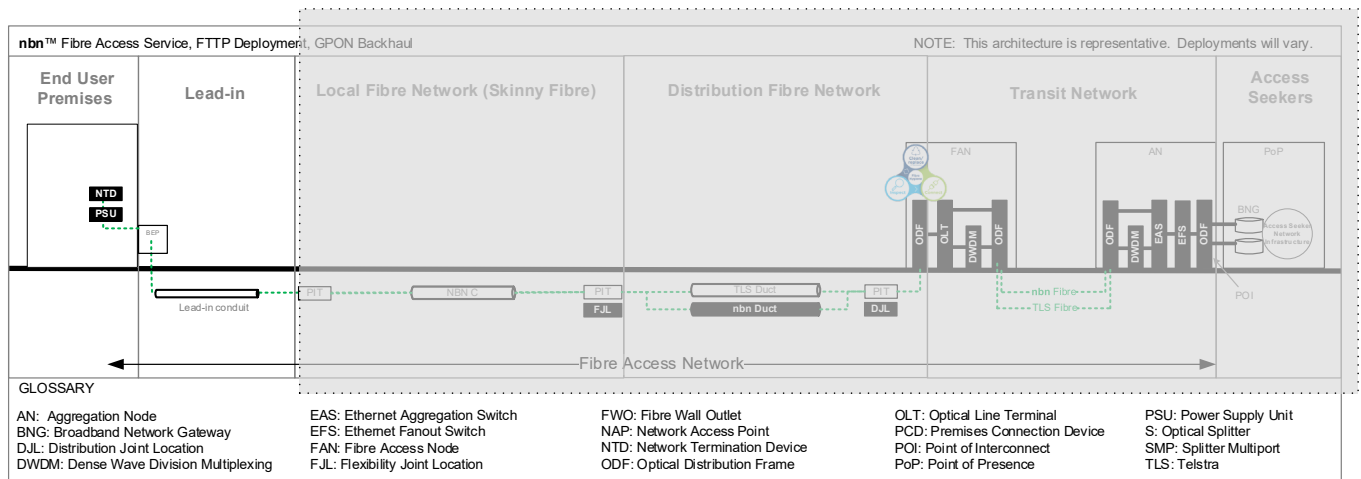 nbn™ Fibre Access Service, FTTP Deployment, GPON Backhaul
NOTE: This architecture is representative. Deployments will vary.
End User
Premises
Lead-in
Local Fibre Network (Skinny Fibre)
Distribution Fibre Network
Transit Network
Access
Seekers
FAN
AN
PoP
NTD
PSU
BEP
ODF
OLT
DWDM
ODF
ODF
DWDM
EAS
EFS
ODF
BNG
Access Seeker
Network
Infrastructure
Lead-in conduit
PIT
NBN C
PIT
FJL
TLS Duct
nbn Duct
PIT
DJL
nbn Fibre
TLS Fibre
POI
Fibre Access Network
GLOSSARY
AN: Aggregation Node
BNG: Broadband Network Gateway
DJL: Distribution Joint Location
DWDM: Dense Wave Division Multiplexing
EAS: Ethernet Aggregation Switch
EFS: Ethernet Fanout Switch
FAN: Fibre Access Node
FJL: Flexibility Joint Location
FWO: Fibre Wall Outlet
NAP: Network Access Point
NTD: Network Termination Device
ODF: Optical Distribution Frame
OLT: Optical Line Terminal
PCD: Premises Connection Device
POI: Point of Interconnect
PoP: Point of Presence
PSU: Power Supply Unit
S: Optical Splitter
SMP: Splitter Multiport
TLS: Telstra